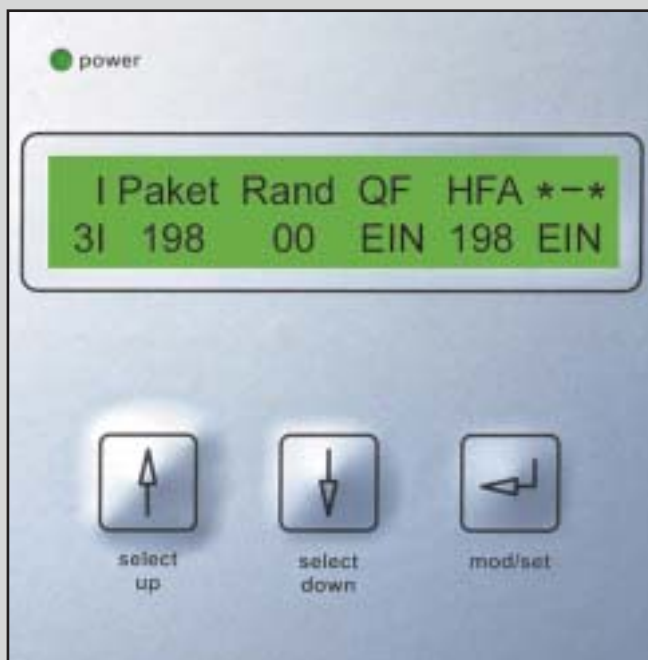 power
I Paket Rand QF HFA *–*
3I 198 00 EIN 198 EIN
select up
select down
mod/set